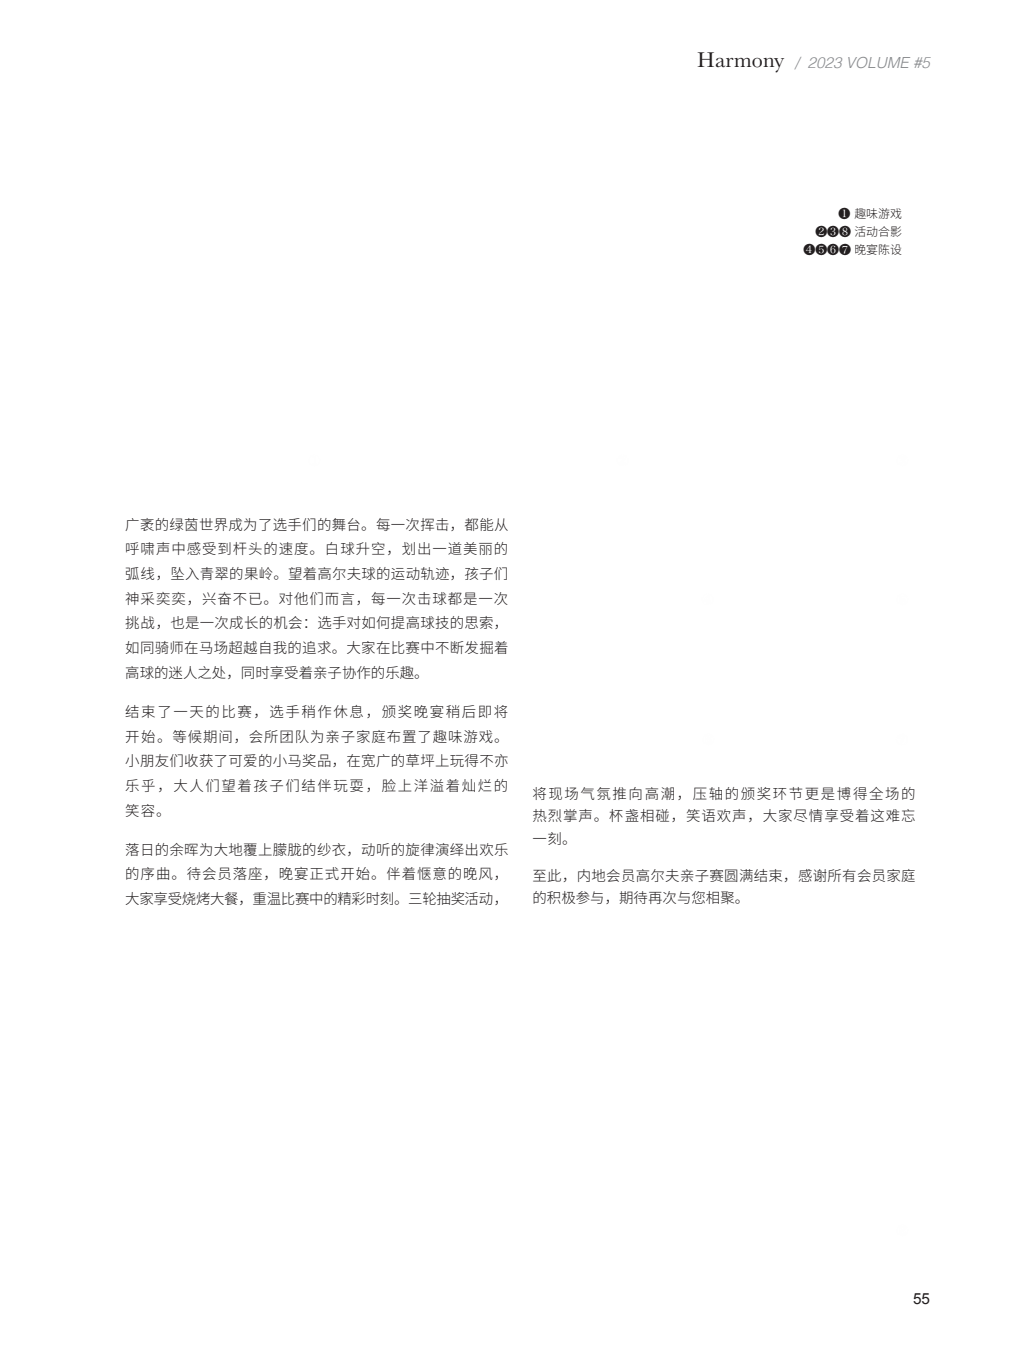 Harmony / 2023 VOLUME #5
❶ 趣味游戏
❷❸❽ 活动合影
❹❺❻❼ 晚宴陈设
广袤的绿茵世界成为了选手们的舞台。每一次挥击，都能从
呼啸声中感受到杆头的速度。白球升空，划出一道美丽的
弧线，坠入青翠的果岭。望着高尔夫球的运动轨迹，孩子们
神采奕奕，兴奋不已。对他们而言，每一次击球都是一次
挑战，也是一次成长的机会：选手对如何提高球技的思索，
如同骑师在马场超越自我的追求。大家在比赛中不断发掘着
高球的迷人之处，同时享受着亲子协作的乐趣。
结束了一天的比赛，选手稍作休息，颁奖晚宴稍后即将
开始。等候期间，会所团队为亲子家庭布置了趣味游戏。
小朋友们收获了可爱的小马奖品，在宽广的草坪上玩得不亦
乐乎，大人们望着孩子们结伴玩耍，脸上洋溢着灿烂的
笑容。
落日的余晖为大地覆上朦胧的纱衣，动听的旋律演绎出欢乐
的序曲。待会员落座，晚宴正式开始。伴着惬意的晚风，
大家享受烧烤大餐，重温比赛中的精彩时刻。三轮抽奖活动，
将现场气氛推向高潮，压轴的颁奖环节更是博得全场的
热烈掌声。杯盏相碰，笑语欢声，大家尽情享受着这难忘
一刻。
至此，内地会员高尔夫亲子赛圆满结束，感谢所有会员家庭
的积极参与，期待再次与您相聚。
55